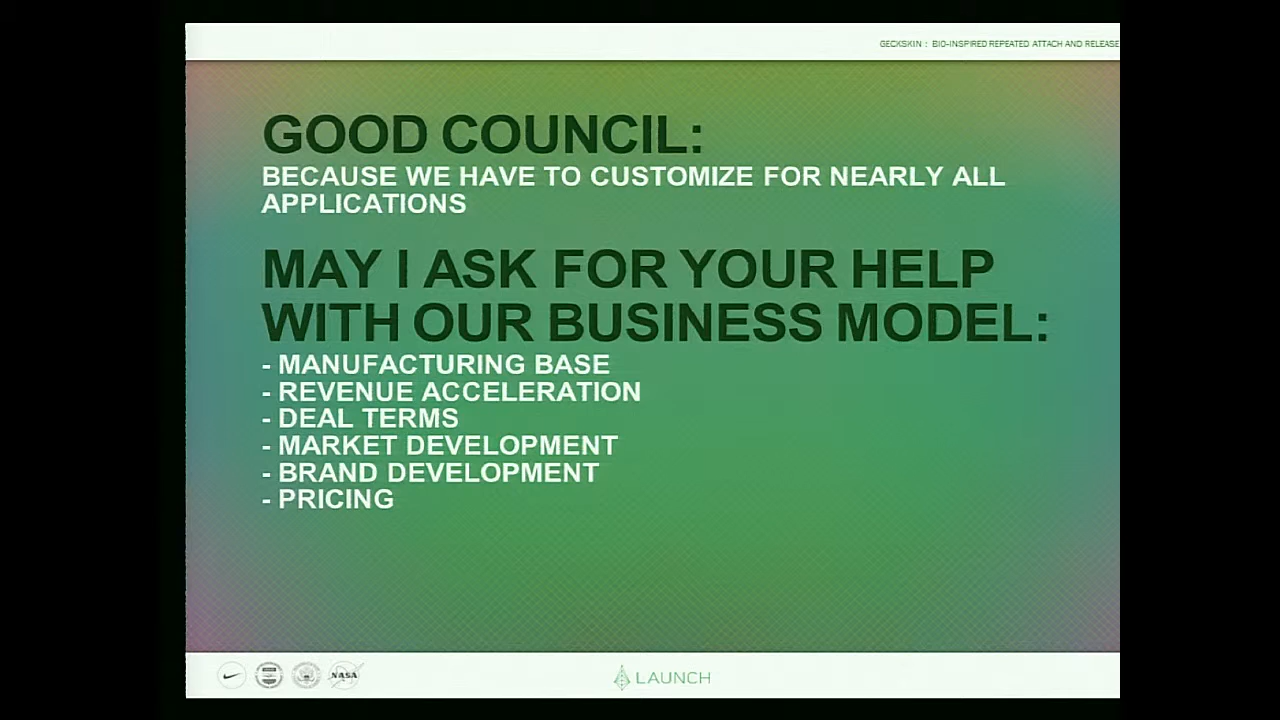 GECKSKIN : BIO-INSPIRED REPEATED ATTACH AND RELEASE
GOOD COUNCIL:
BECAUSE WE HAVE TO CUSTOMIZE FOR NEARLY ALL
APPLICATIONS
MAY I ASK FOR YOUR HELP
WITH OUR BUSINESS MODEL:
- MANUFACTURING BASE
- REVENUE ACCELERATION
- DEAL TERMS
- MARKET DEVELOPMENT
- BRAND DEVELOPMENT
- PRICING
NASA
LAUNCH